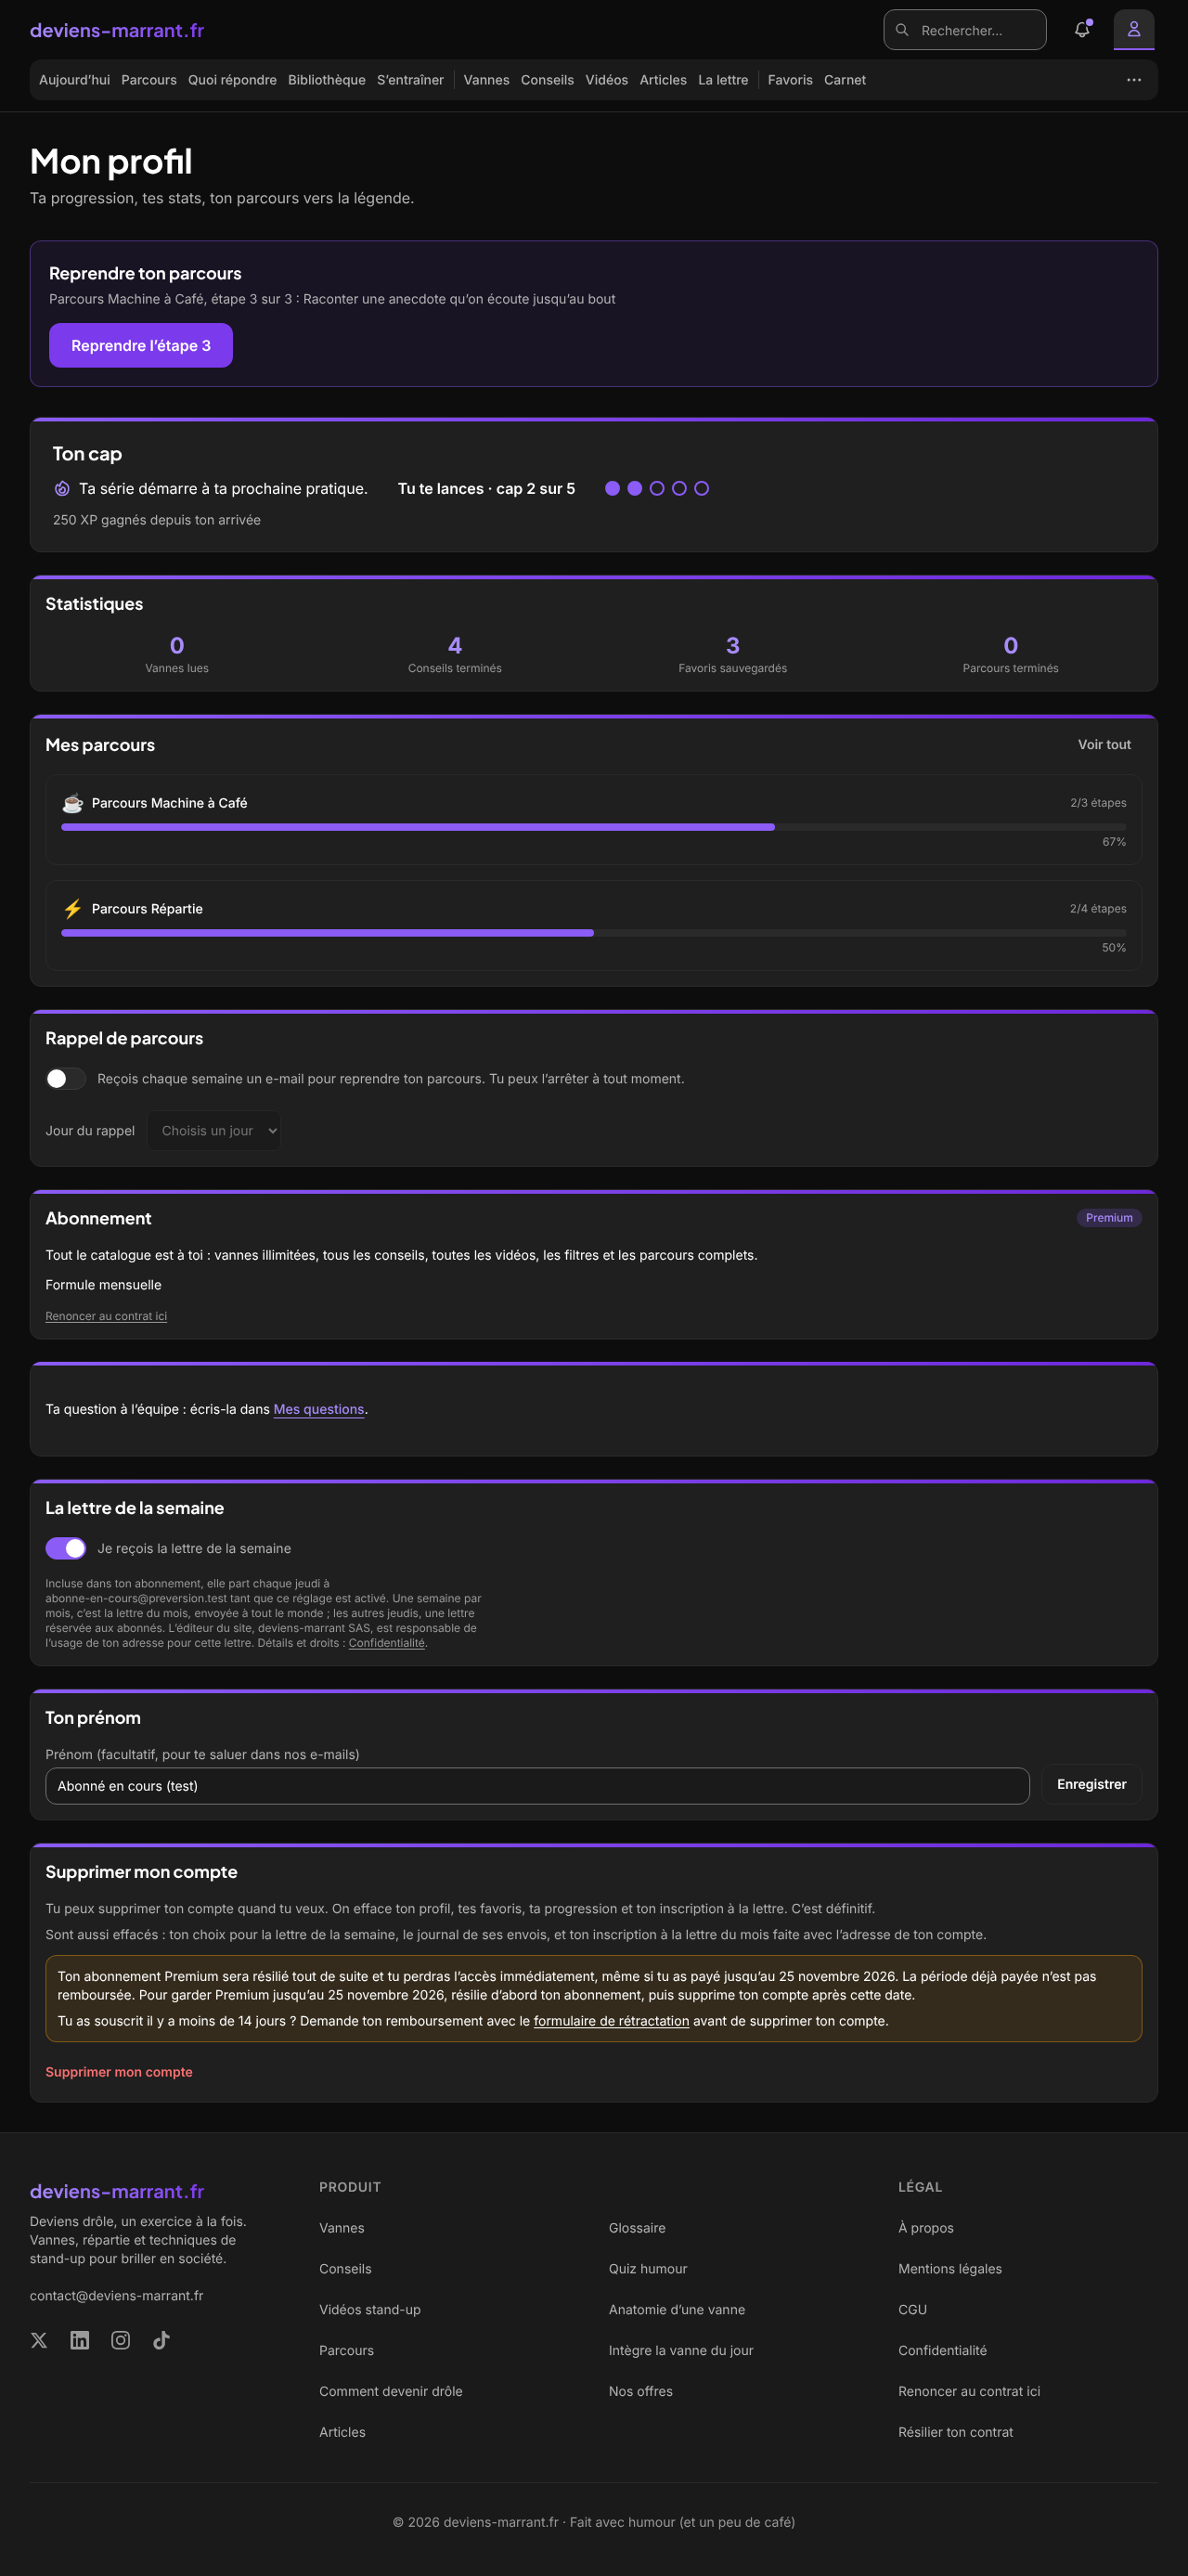 deviens-marrant.fr
Rechercher...
Aujourd’hui Parcours Quoi répondre Bibliothèque S’entraîner Vannes Conseils Vidéos Articles La lettre Favoris Carnet
Mon profil
Ta progression, tes stats, ton parcours vers la légende.
Reprendre ton parcours
Parcours Machine à Café, étape 3 sur 3 : Raconter une anecdote qu’on écoute jusqu’au bout
Reprendre l’étape 3
Ton cap
Ta série démarre à ta prochaine pratique. Tu te lances · cap 2 sur 5
250 XP gagnés depuis ton arrivée
Statistiques
0 4 3 0
Vannes lues Conseils terminés Favoris sauvegardés Parcours terminés
Mes parcours Voir tout
Parcours Machine à Café 2/3 étapes
67%
Parcours Répartie 2/4 étapes
50%
Rappel de parcours
Reçois chaque semaine un e-mail pour reprendre ton parcours. Tu peux l’arrêter à tout moment.
Jour du rappel Choisis un jour
Abonnement Premium
Tout le catalogue est à toi : vannes illimitées, tous les conseils, toutes les vidéos, les filtres et les parcours complets.
Formule mensuelle
Renoncer au contrat ici
Ta question à l’équipe : écris-la dans Mes questions.
La lettre de la semaine
Je reçois la lettre de la semaine
Incluse dans ton abonnement, elle part chaque jeudi à
abonne-en-cours@preversion.test tant que ce réglage est activé. Une semaine par
mois, c’est la lettre du mois, envoyée à tout le monde ; les autres jeudis, une lettre
réservée aux abonnés. L’éditeur du site, deviens-marrant SAS, est responsable de
l’usage de ton adresse pour cette lettre. Détails et droits : Confidentialité.
Ton prénom
Prénom (facultatif, pour te saluer dans nos e-mails)
Abonné en cours (test) Enregistrer
Supprimer mon compte
Tu peux supprimer ton compte quand tu veux. On efface ton profil, tes favoris, ta progression et ton inscription à la lettre. C’est définitif.
Sont aussi effacés : ton choix pour la lettre de la semaine, le journal de ses envois, et ton inscription à la lettre du mois faite avec l’adresse de ton compte.
Ton abonnement Premium sera résilié tout de suite et tu perdras l’accès immédiatement, même si tu as payé jusqu’au 25 novembre 2026. La période déjà payée n’est pas
remboursée. Pour garder Premium jusqu’au 25 novembre 2026, résilie d’abord ton abonnement, puis supprime ton compte après cette date.
Tu as souscrit il y a moins de 14 jours ? Demande ton remboursement avec le formulaire de rétractation avant de supprimer ton compte.
Supprimer mon compte
deviens-marrant.fr
Deviens drôle, un exercice à la fois.
Vannes, répartie et techniques de
stand-up pour briller en société.
contact@deviens-marrant.fr
PRODUIT
Vannes
Conseils
Vidéos stand-up
Parcours
Comment devenir drôle
Articles
Glossaire
Quiz humour
Anatomie d’une vanne
Intègre la vanne du jour
Nos offres
LÉGAL
À propos
Mentions légales
CGU
Confidentialité
Renoncer au contrat ici
Résilier ton contrat
© 2026 deviens-marrant.fr · Fait avec humour (et un peu de café)